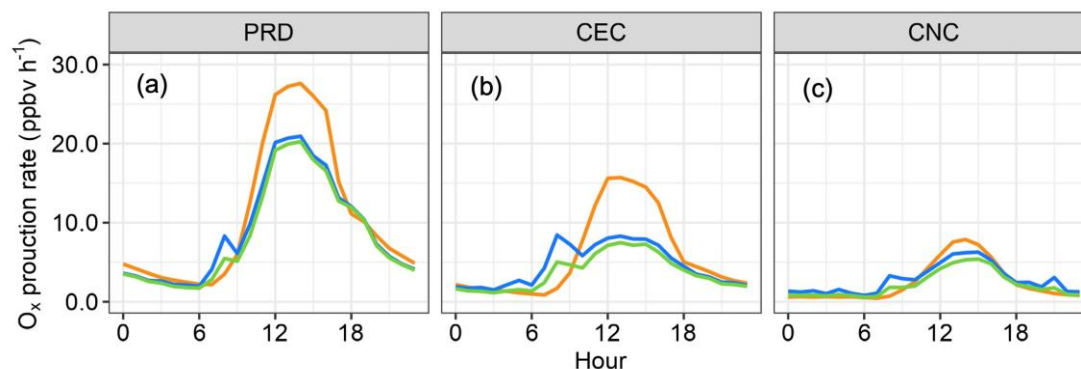 PRD CEC CNC
Oₓ prouction rate (ppbv h⁻¹)
30.0
20.0
10.0
0.0
(a) (b) (c)
0 6 12 18 0 6 12 18 0 6 12 18
Hour